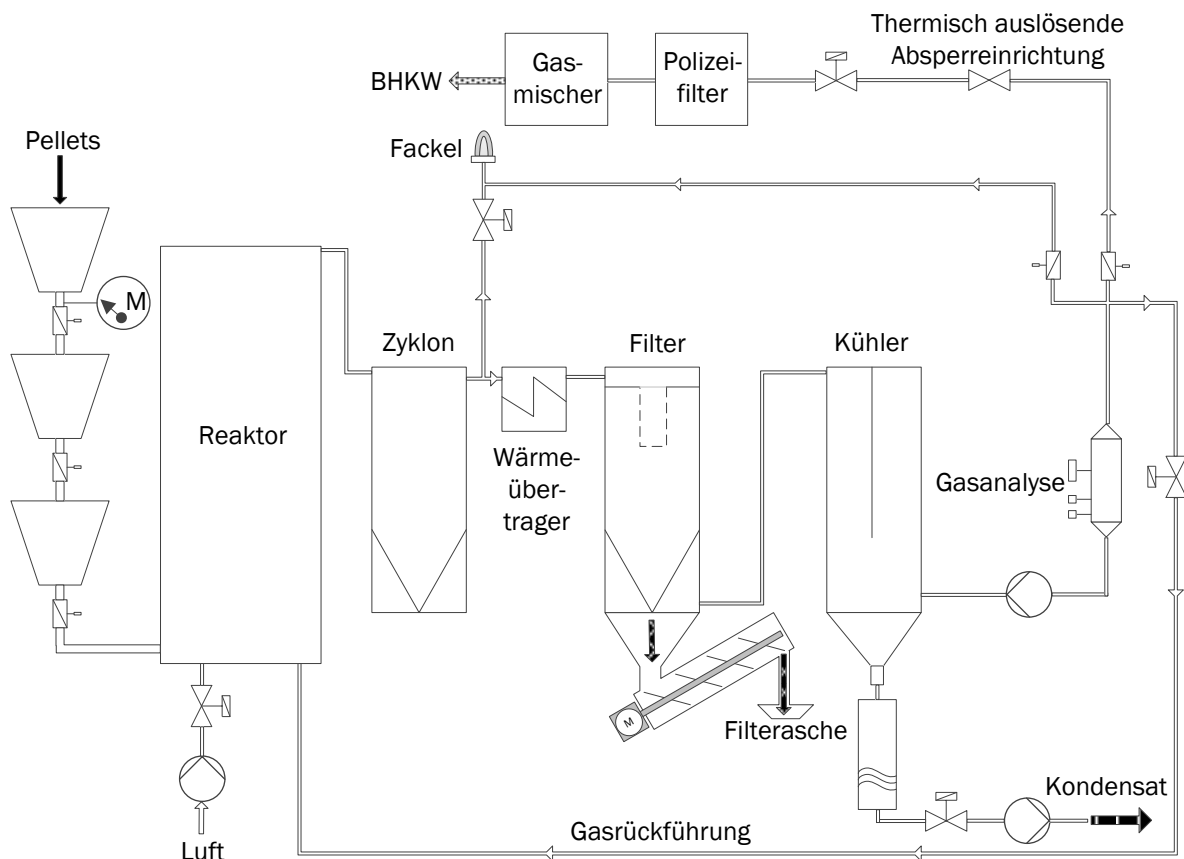 Thermisch auslösende
Absperreinrichtung
BHKW
Gas-
mischer
Polizei-
filter
Pellets
Fackel
M
Zyklon
Filter
Kühler
Reaktor
Wärme-
über-
trager
Gasanalyse
M
Filterasche
Kondensat
Gasrückführung
Luft